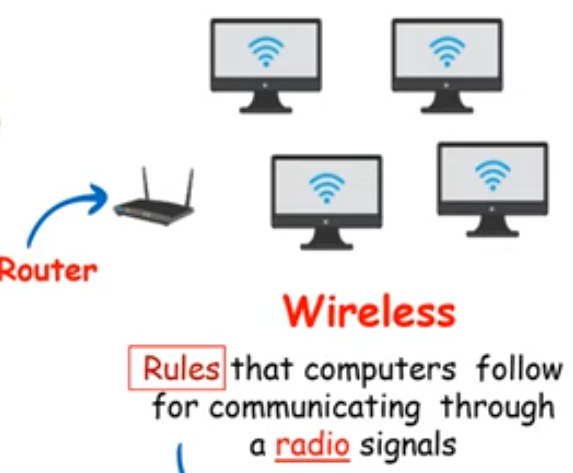 Router
Wireless
Rules that computers follow
for communicating through
a radio signals